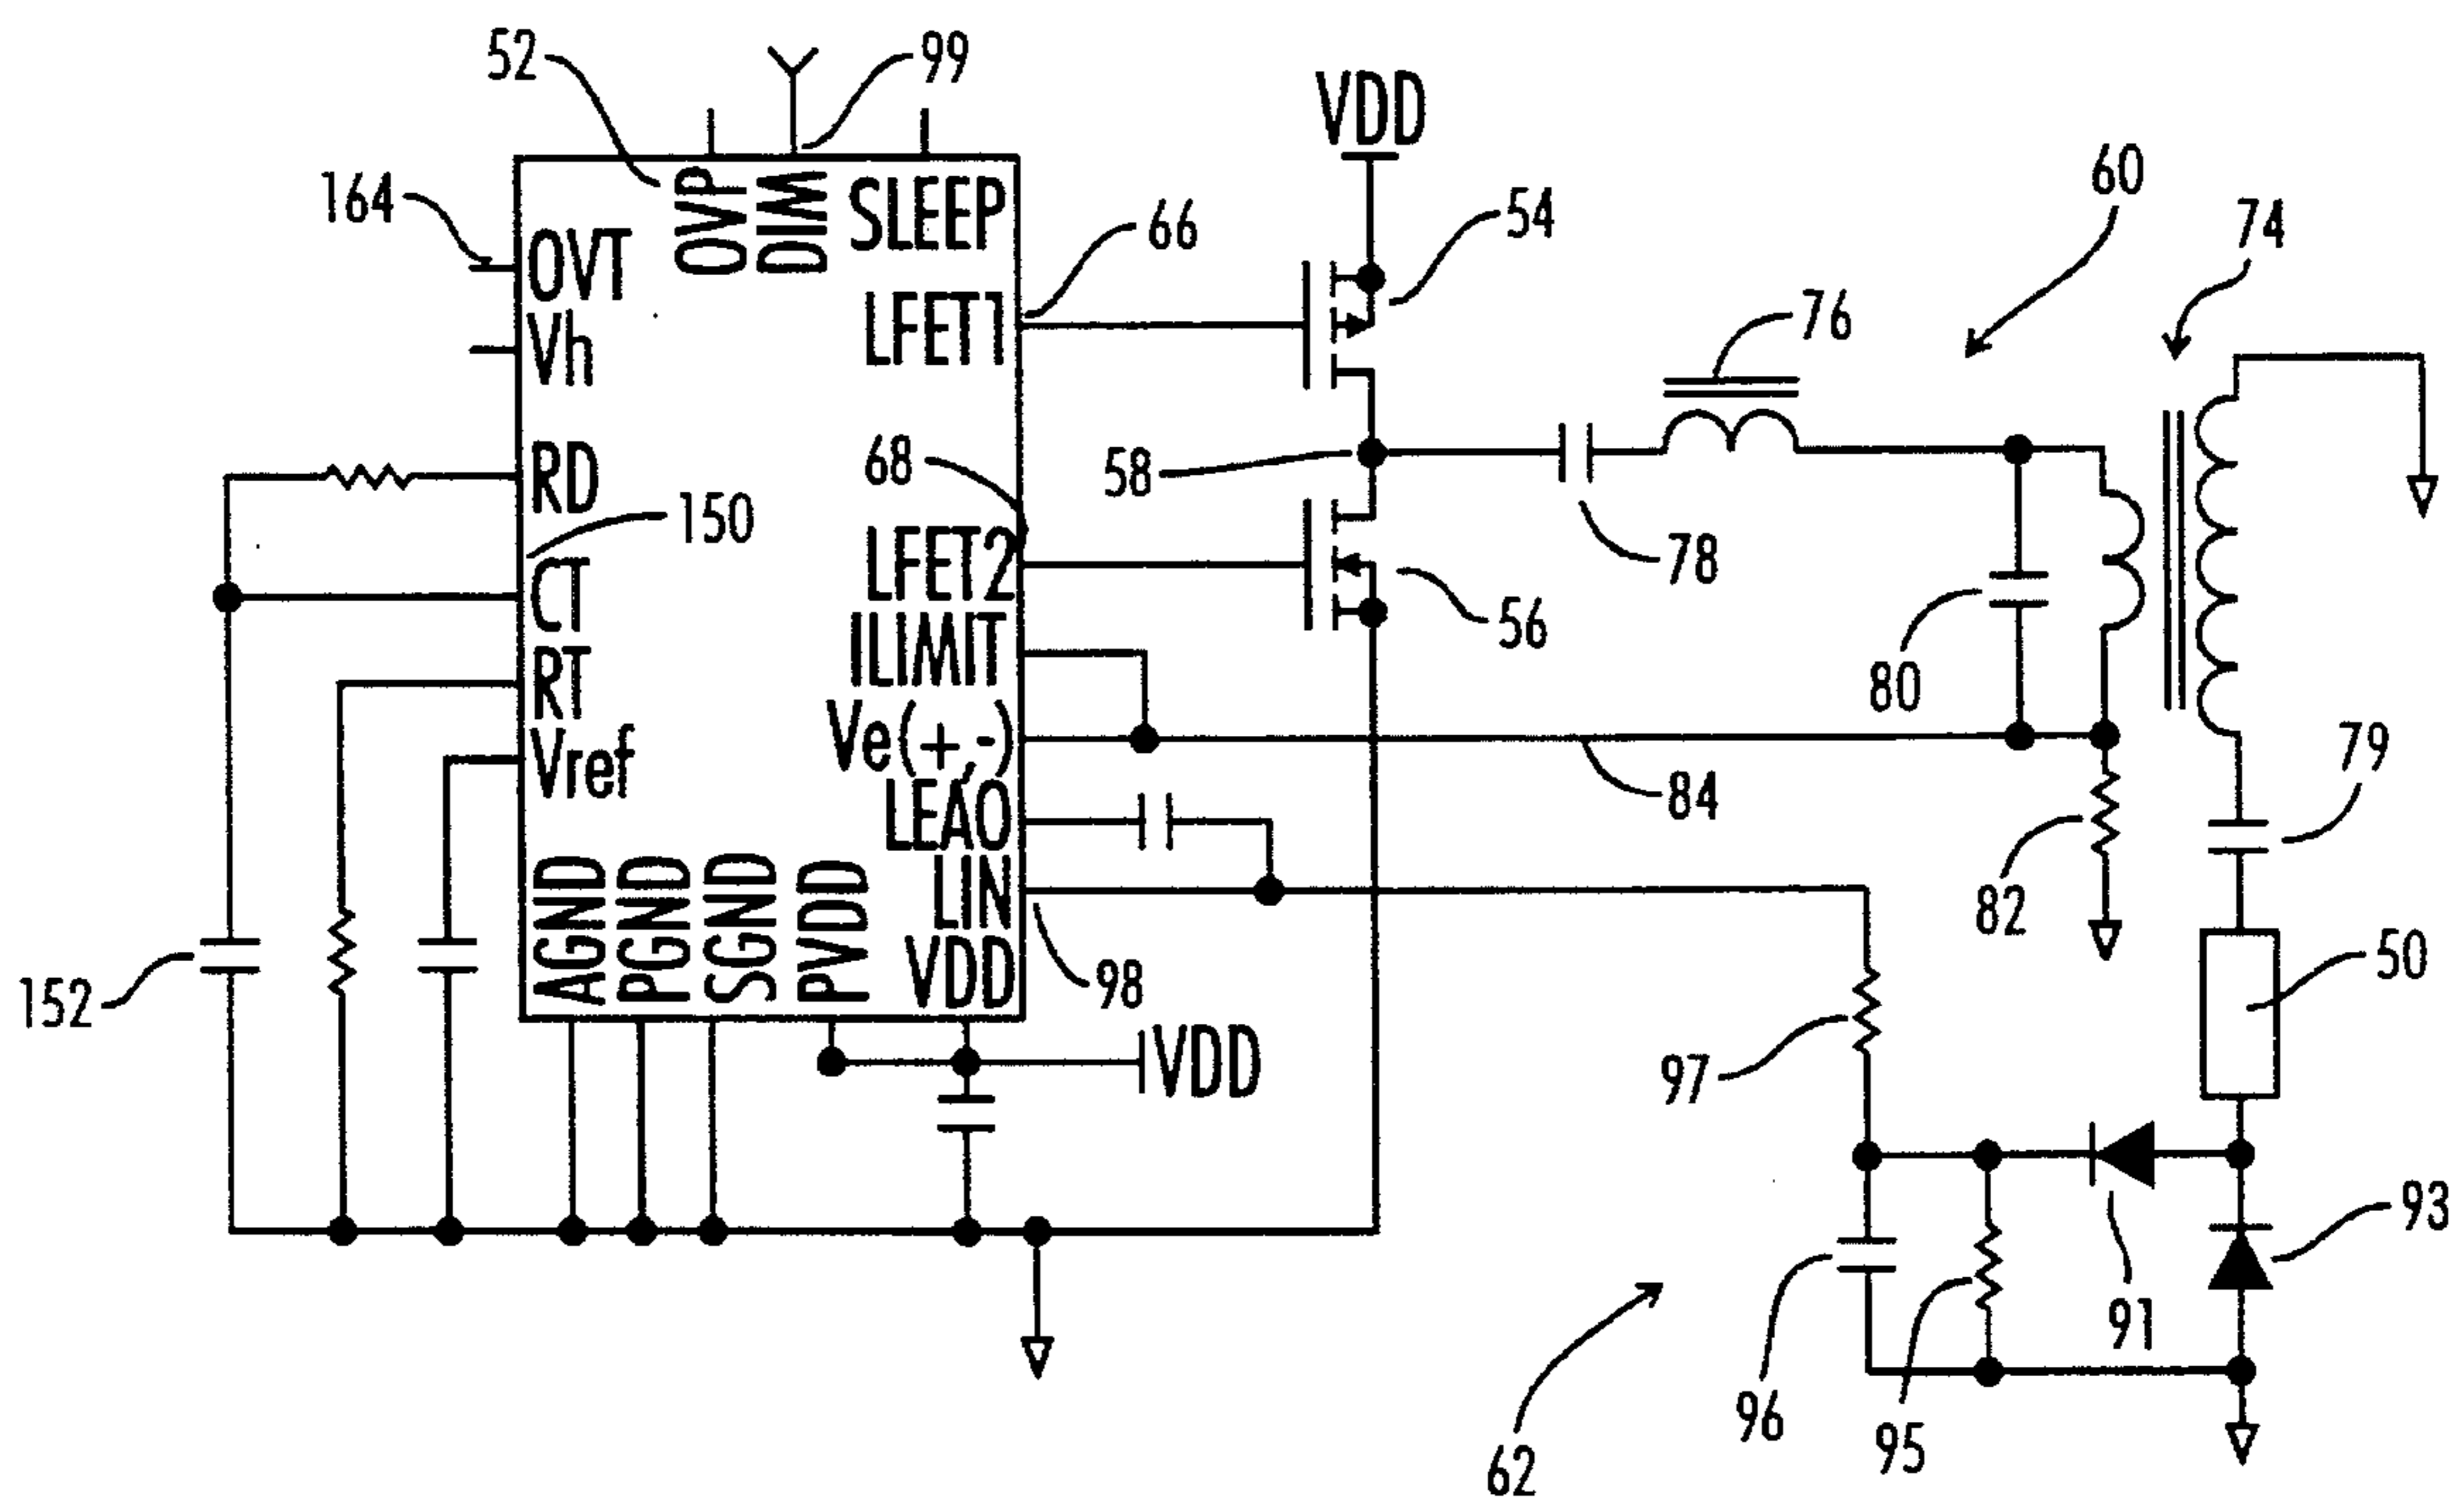 52
99
VDD
60
164
OVP
DIM
SLEEP
66
54
74
OVT
LFET1
76
Vh
68
58
RD
150
LFET2
78
CT
56
ILIMIT
80
RT
Ve(+,-)
79
Vref
84
LEAO
82
LIN
50
AGND
PGND
SGND
PVDD
VDD
98
152
97
VDD
93
91
96
95
62